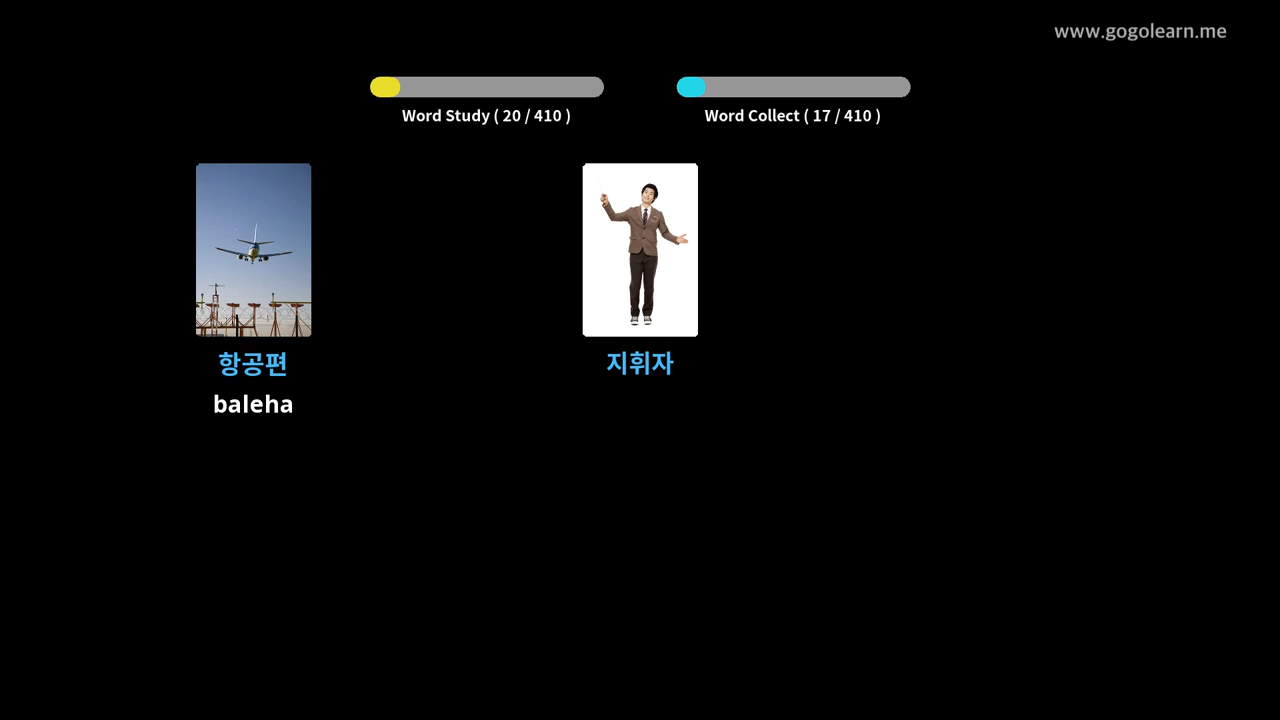 www.gogolearn.me
Word Study ( 20 / 410 )
Word Collect ( 17 / 410 )
항공편
baleha
지휘자